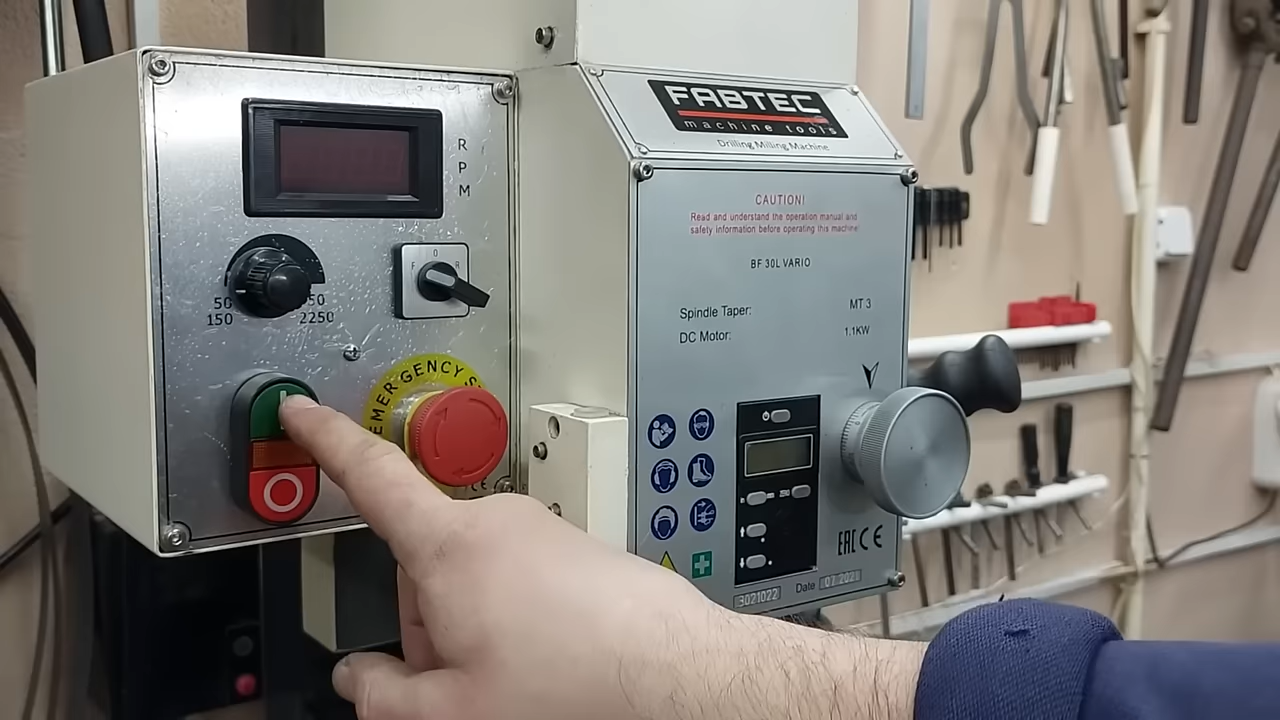 RPM
50
150
2250
F O R
EMERGENCY
CE
FABTEC
machine tools
Drilling Milling Machine
CAUTION!
Read and understand the operation manual and
safety information before operating this machine
BF 30L VARIO
Spindle Taper: MT 3
DC Motor: 1.1KW
EAC CE
3021022 Date 07.2021